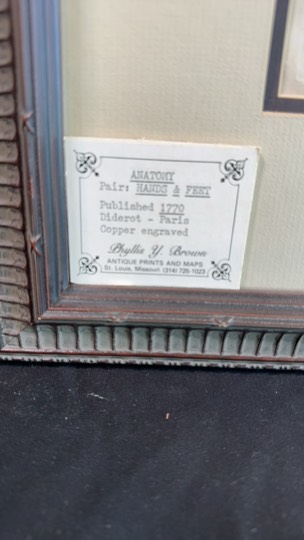 ANATOMY
Pair: HANDS & FEET
Published 1770
Diderot - Paris
Copper engraved
Phyllis Y. Brown
ANTIQUE PRINTS AND MAPS
St. Louis, Missouri (314) 725-1023